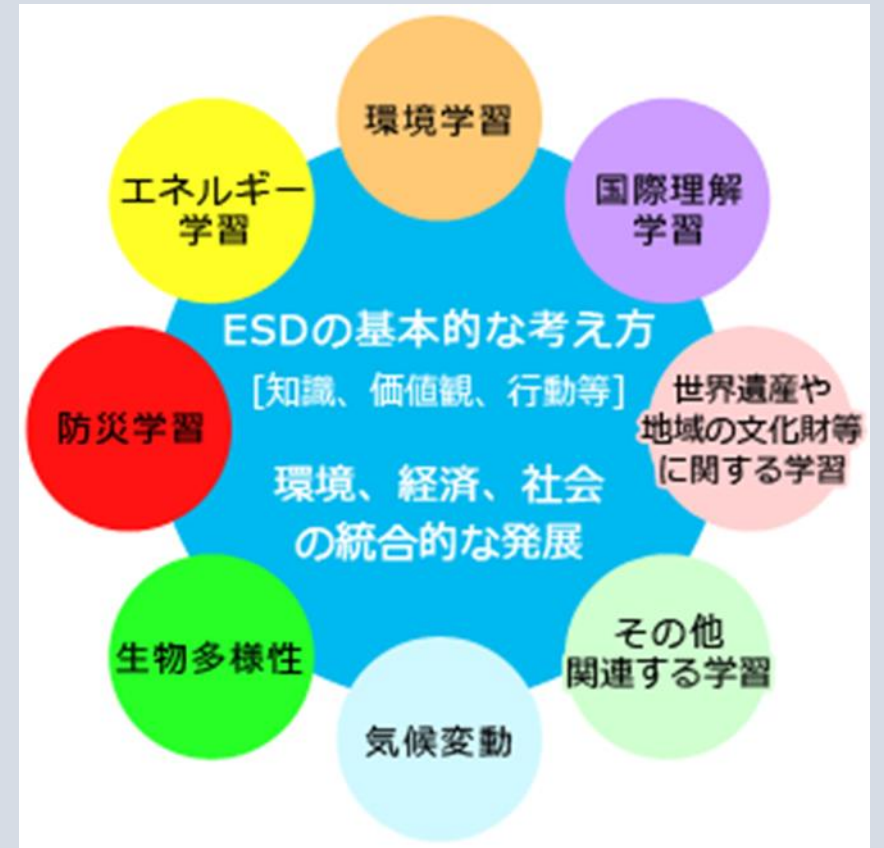 環境学習
国際理解
学習
世界遺産や
地域の文化財等
に関する学習
その他
関連する学習
気候変動
生物多様性
防災学習
エネルギー
学習
ESDの基本的な考え方
[知識、価値観、行動等]
環境、経済、社会
の統合的な発展